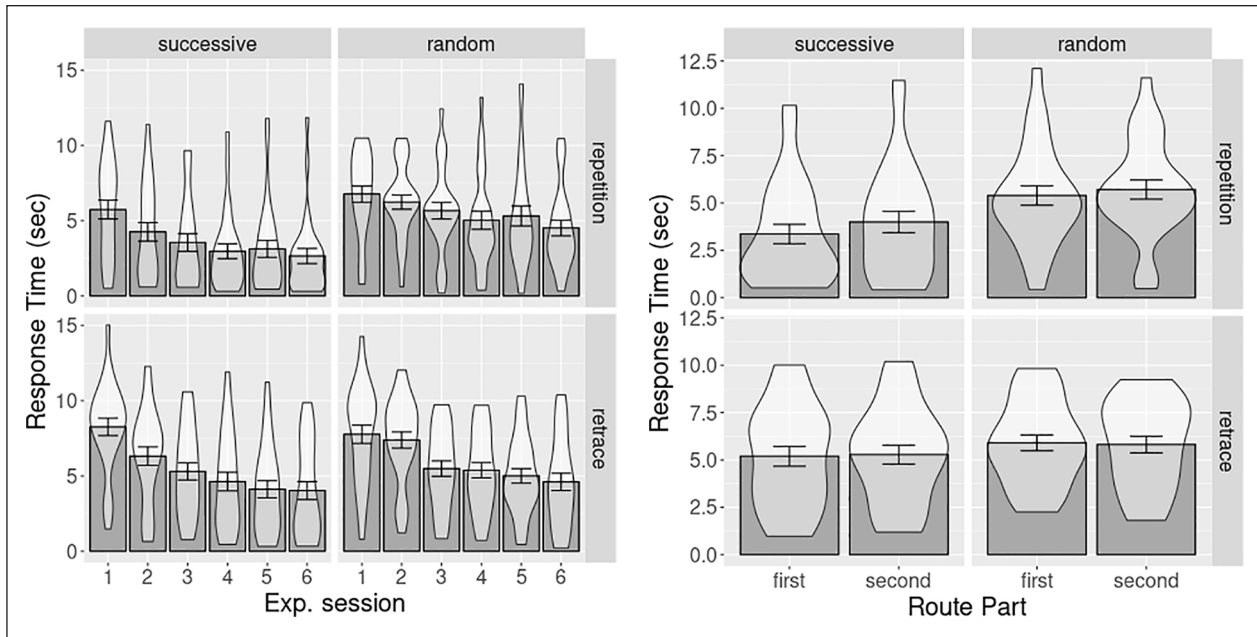 successive random
15
10
5
0
repetition
15
10
5
0
retrace
1 2 3 4 5 6 1 2 3 4 5 6
Exp. session
Response Time (sec)
successive random
12.5
10.0
7.5
5.0
2.5
0.0
repetition
12.5
10.0
7.5
5.0
2.5
0.0
retrace
first second first second
Route Part
Response Time (sec)